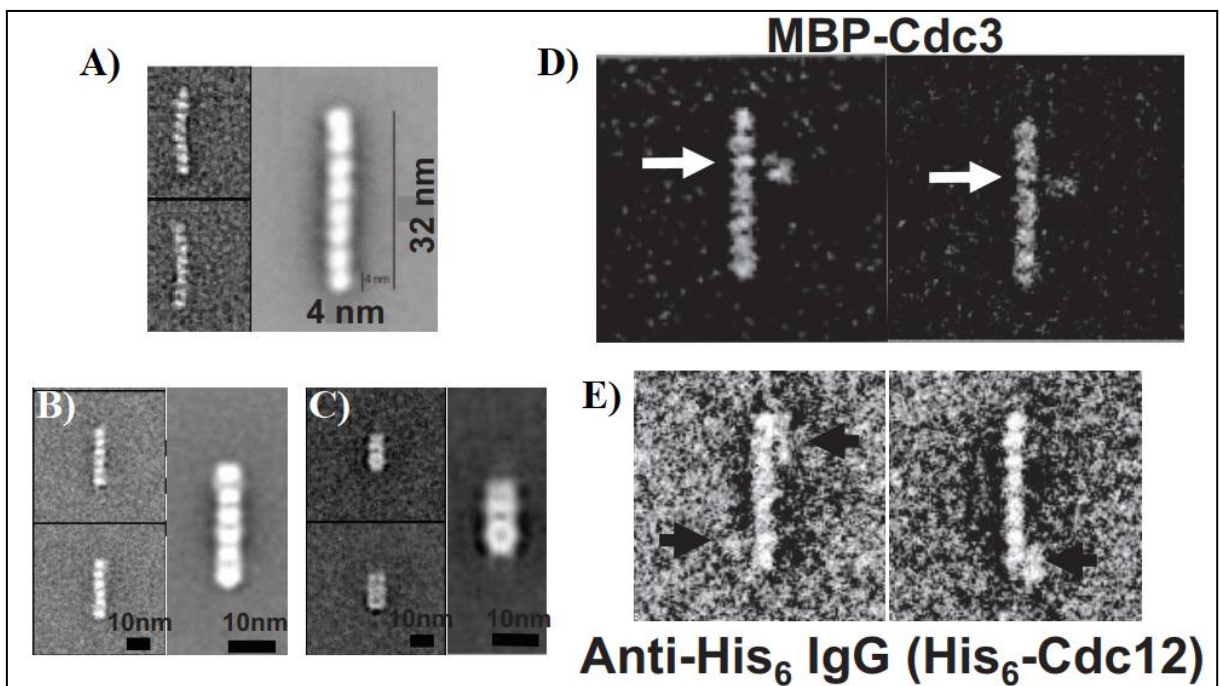 A)
32 nm
4 nm
4 nm
MBP-Cdc3
D)
B)
10nm
10nm
C)
10nm
10nm
E)
Anti-His₆ IgG (His₆-Cdc12)